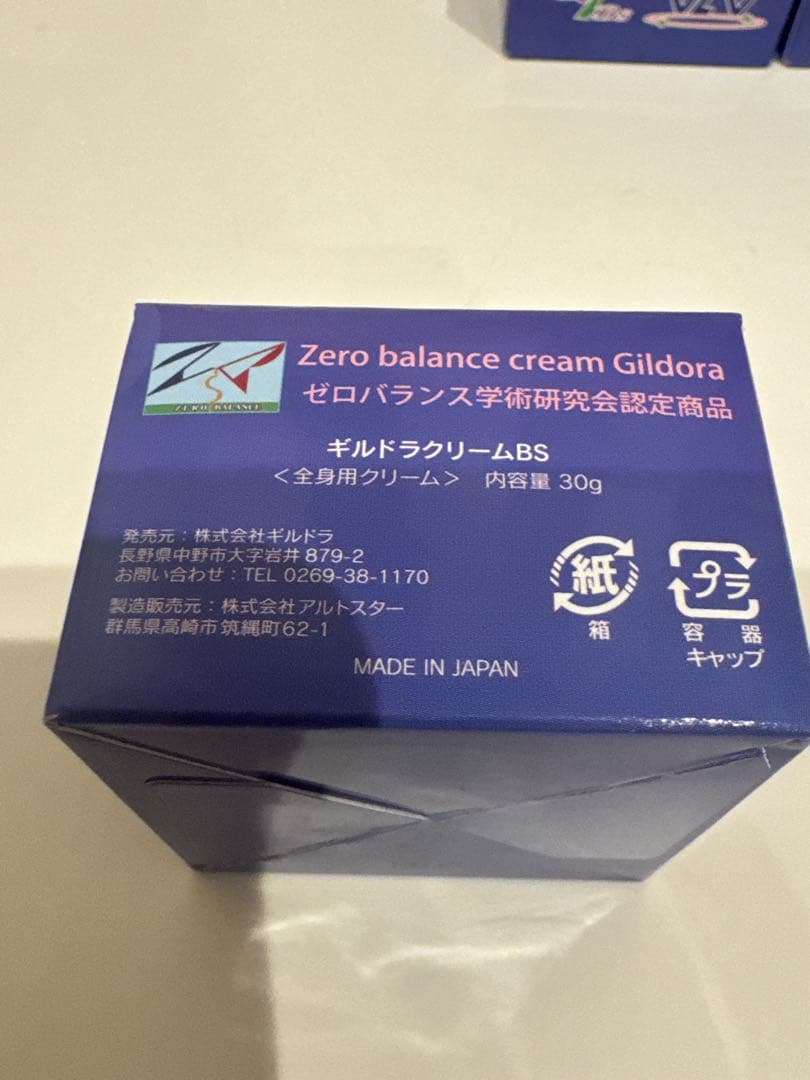 ZERO BALANCE
Zero balance cream Gildora
ゼロバランス学術研究会認定商品
ギルドラクリームBS
＜全身用クリーム＞ 内容量 30g
発売元：株式会社ギルドラ
長野県中野市大字岩井879-2
お問い合わせ：TEL 0269-38-1170
製造販売元：株式会社アルトスター
群馬県高崎市筑縄町62-1
紙
箱
プラ
容 器
キャップ
MADE IN JAPAN